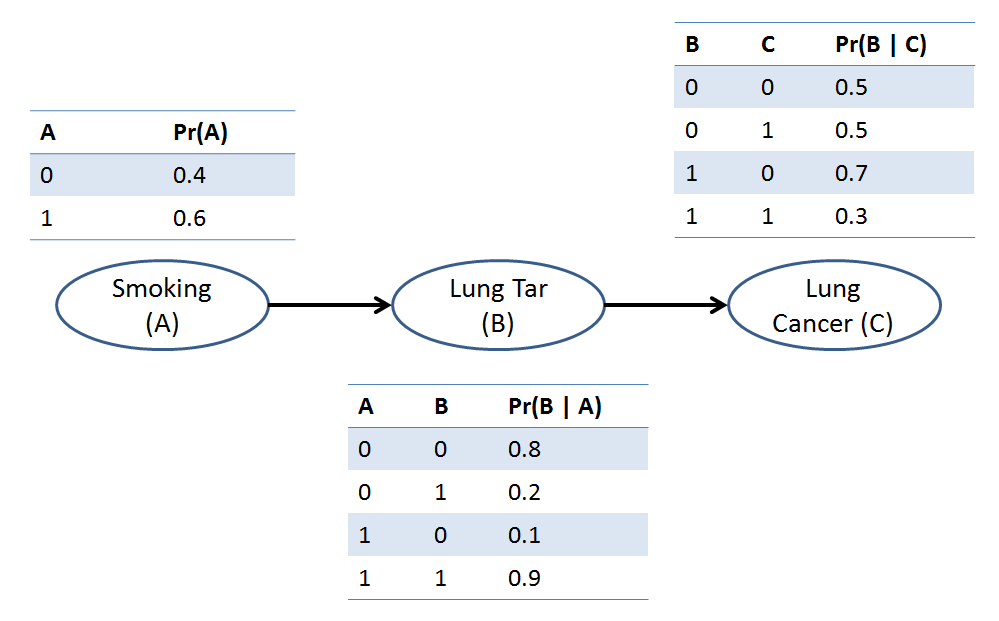 A Pr(A)
0 0.4
1 0.6
B C Pr(B | C)
0 0 0.5
0 1 0.5
1 0 0.7
1 1 0.3
Smoking
(A)
Lung Tar
(B)
Lung
Cancer (C)
A B Pr(B | A)
0 0 0.8
0 1 0.2
1 0 0.1
1 1 0.9